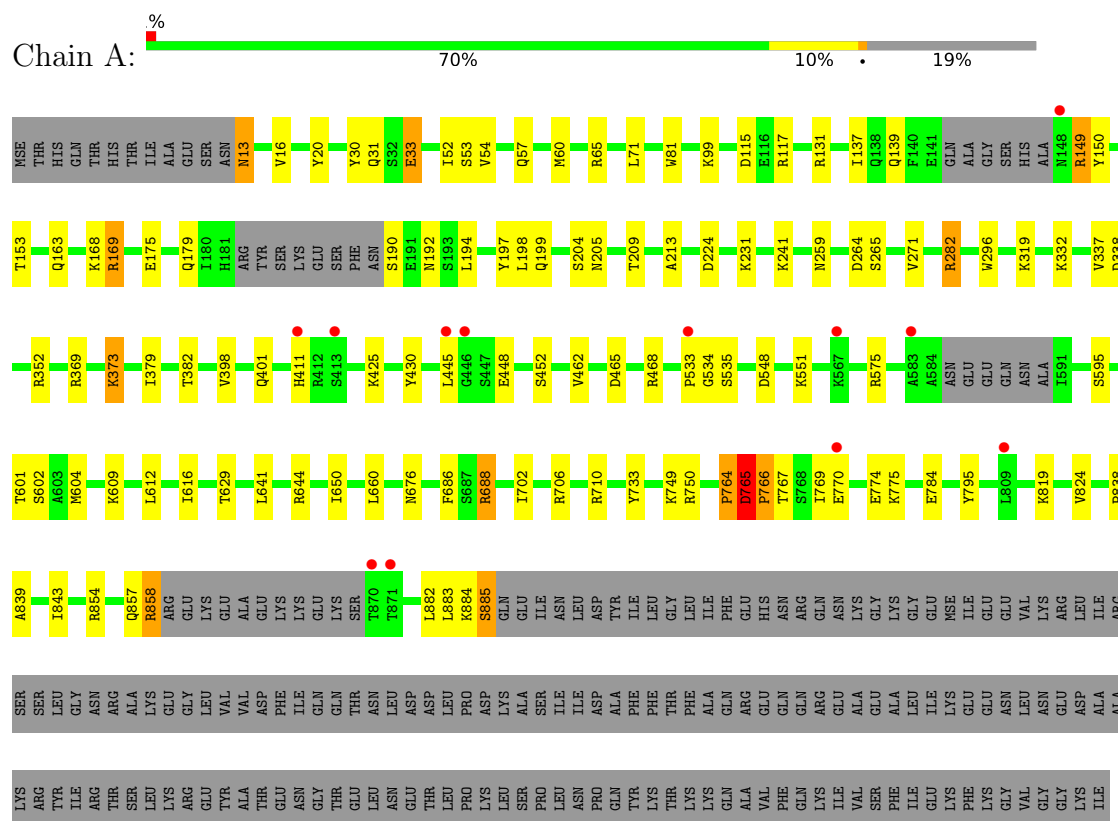 %
Chain A:
70% 10% • 19%
MSE THR HIS GLN THR HIS THR ILE ALA GLU SER ASN N13 V16 Y20 Y30 Q31 S32 E33 I52 S53 V54 Q57 M60 R65 L71 W81 K99 D115 E116 R117 R131 I137 Q138 Q139 F140 E141 GLN ALA GLY SER HIS ALA N148 R149 Y150
T153 Q163 K168 R169 E175 Q179 I180 H181 ARG TYR SER LYS GLU SER PHE ASN S190 E191 N192 S193 L194 Y197 L198 Q199 S204 N205 T209 A213 D224 K231 K241 N259 D264 S265 V271 R282 W296 K319 K332 V337 D338
R352 R369 K373 I379 T382 V398 Q401 H411 R412 S413 K425 Y430 L445 G446 S447 E448 S452 V462 D465 R468 P533 G534 S535 D548 K551 K567 R575 A583 A584 ASN GLU GLU GLN ASN ALA I591 S595
T601 S602 A603 M604 K609 L612 I616 T629 L641 R644 I650 L660 N676 F686 S687 R688 I702 R706 R710 Y733 K749 R750 P764 D765 P766 T767 S768 I769 E770 E774 K775 E784 Y795 L809 K819 V824
A839 I843 R854 Q857 R858 ARG GLU LYS GLU ALA GLU LYS LYS GLU LYS SER T870 T871 L882 L883 K884 S885 GLN GLU ILE ASN LEU ASP TYR ILE LEU GLY LEU ILE PHE GLU HIS ASN ARG GLN ASN LYS GLY LYS GLY GLU MSE ILE GLU GLU VAL LYS ARG LEU ILE ARG
SER SER LEU GLY ASN ARG ALA LYS GLU GLY LEU VAL VAL ASP PHE ILE GLN GLN THR ASN LEU ASP ASP LEU PRO ASP LYS ALA SER ILE ILE ASP ALA PHE PHE THR PHE ALA GLN ARG GLU GLN GLN ARG GLU ALA GLU ALA LEU ILE LYS GLU GLU ASN LEU ASN GLU ASP ALA ALA
LYS ARG TYR ILE ARG THR SER LEU LYS ARG GLU TYR ALA THR GLU ASN GLY THR GLU LEU ASN GLU THR LEU PRO LYS LEU SER PRO LEU ASN PRO GLN TYR LYS THR LYS LYS GLN ALA VAL PHE GLN LYS ILE VAL SER PHE ILE GLU LYS PHE LYS GLY VAL GLY GLY LYS ILE